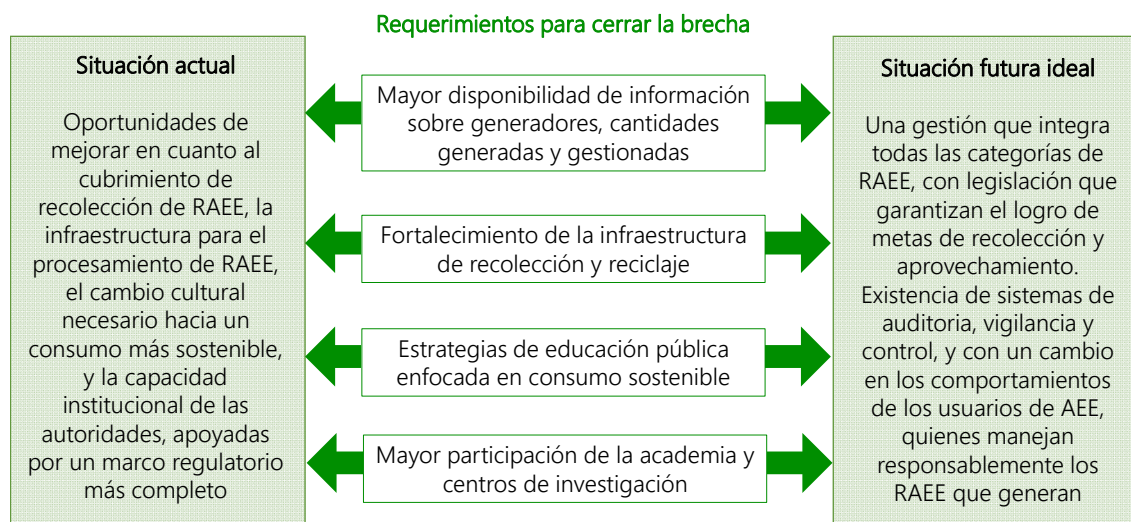 Requerimientos para cerrar la brecha
Situación actual
Oportunidades de
mejorar en cuanto al
cubrimiento de
recolección de RAEE, la
infraestructura para el
procesamiento de RAEE,
el cambio cultural
necesario hacia un
consumo más sostenible,
y la capacidad
institucional de las
autoridades, apoyadas
por un marco regulatorio
más completo
Mayor disponibilidad de información
sobre generadores, cantidades
generadas y gestionadas
Fortalecimiento de la infraestructura
de recolección y reciclaje
Estrategias de educación pública
enfocada en consumo sostenible
Mayor participación de la academia y
centros de investigación
Situación futura ideal
Una gestión que integra
todas las categorías de
RAEE, con legislación que
garantizan el logro de
metas de recolección y
aprovechamiento.
Existencia de sistemas de
auditoria, vigilancia y
control, y con un cambio
en los comportamientos
de los usuarios de AEE,
quienes manejan
responsablemente los
RAEE que generan